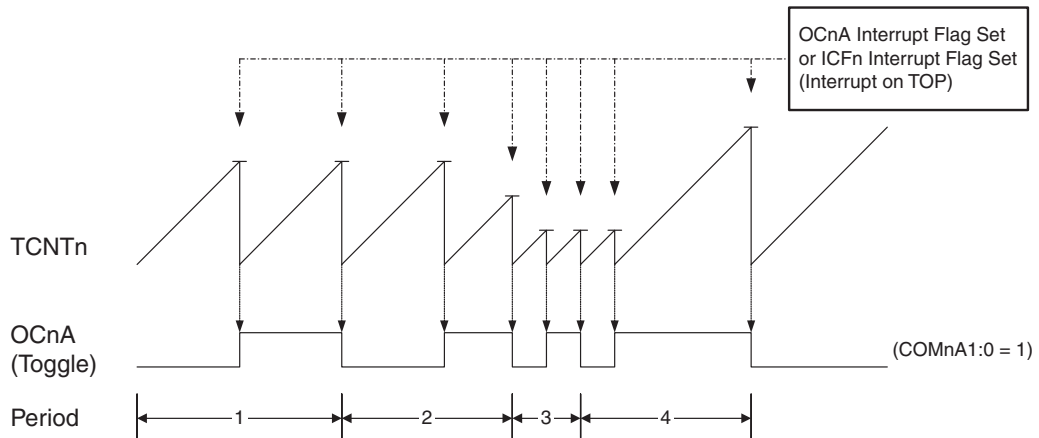 OCnA Interrupt Flag Set
or ICFn Interrupt Flag Set
(Interrupt on TOP)
TCNTn
OCnA
(Toggle)
(COMnA1:0 = 1)
Period
1
2
3
4